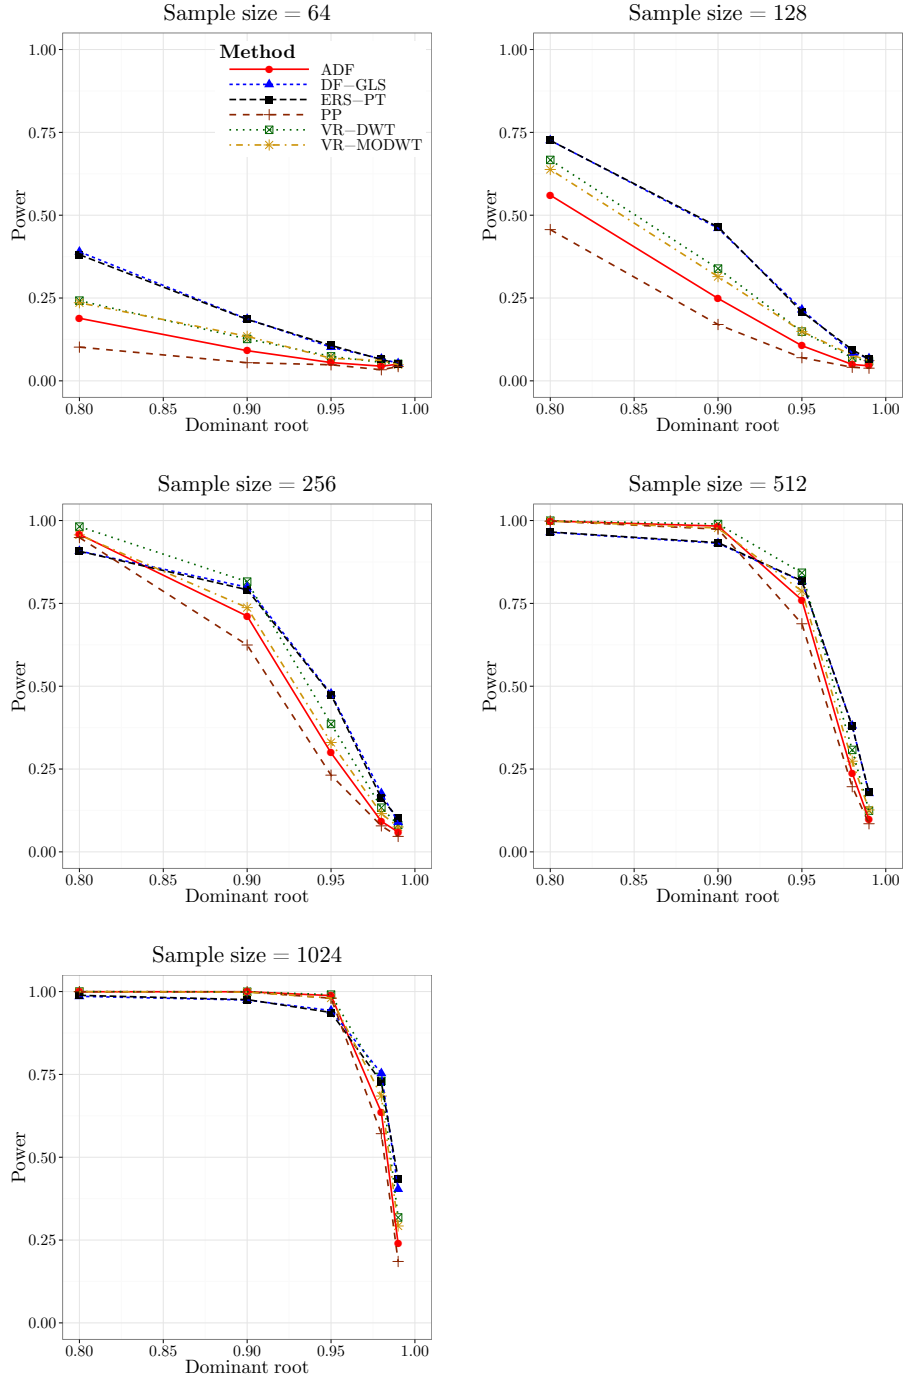 Sample size = 64
1.00
0.75
0.50
0.25
0.00
Power
Method
ADF
DF−GLS
ERS−PT
PP
VR−DWT
VR−MODWT
0.80 0.85 0.90 0.95 1.00
Dominant root
Sample size = 128
1.00
0.75
0.50
0.25
0.00
Power
0.80 0.85 0.90 0.95 1.00
Dominant root
Sample size = 256
1.00
0.75
0.50
0.25
0.00
Power
0.80 0.85 0.90 0.95 1.00
Dominant root
Sample size = 512
1.00
0.75
0.50
0.25
0.00
Power
0.80 0.85 0.90 0.95 1.00
Dominant root
Sample size = 1024
1.00
0.75
0.50
0.25
0.00
Power
0.80 0.85 0.90 0.95 1.00
Dominant root